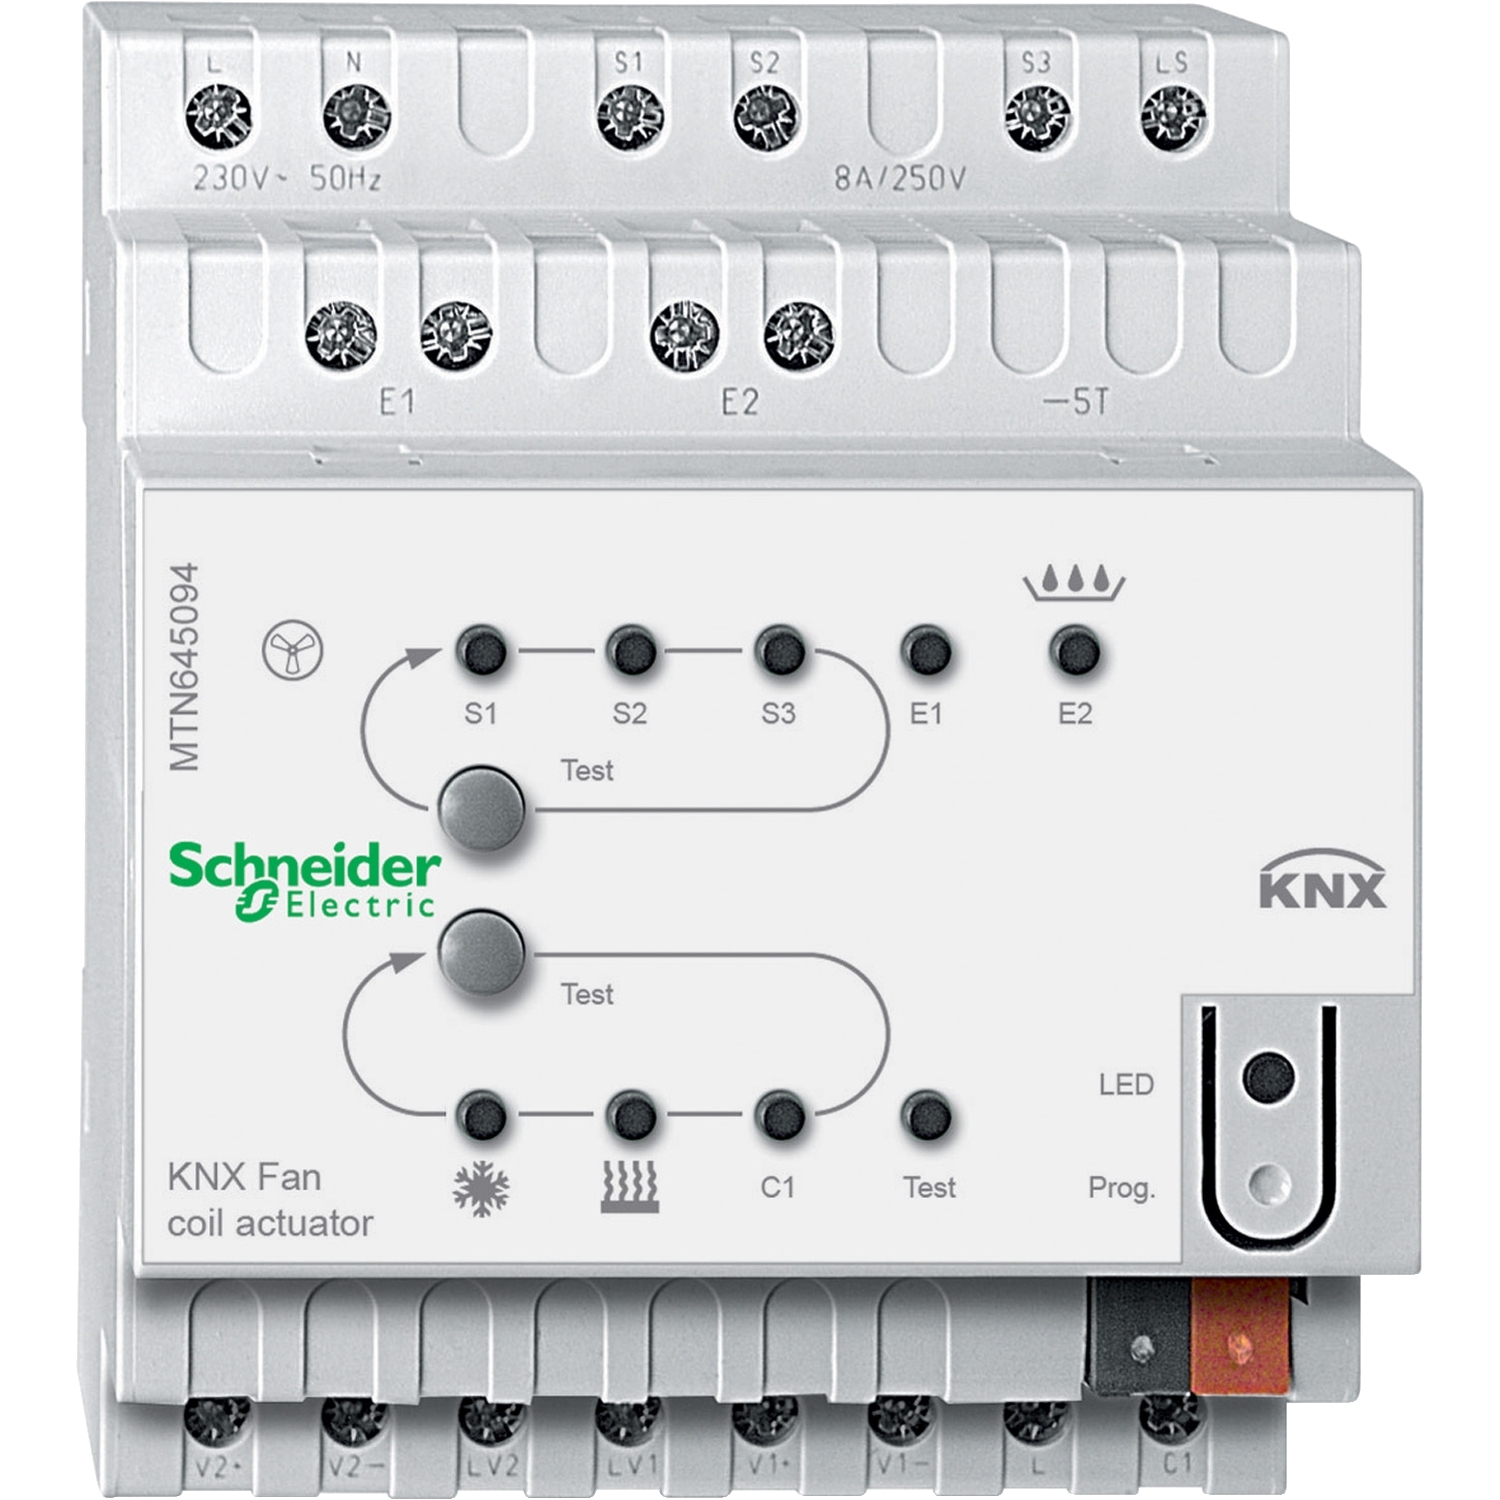 L N S1 S2 S3 LS
230V~ 50Hz 8A/250V
E1 E2 —5T
MTN645094
S1 S2 S3 E1 E2
Test
Schneider
Electric
KNX
Test
LED
KNX Fan
coil actuator
C1 Test Prog.
V2+ V2— LV2 LV1 V1+ V1— L C1